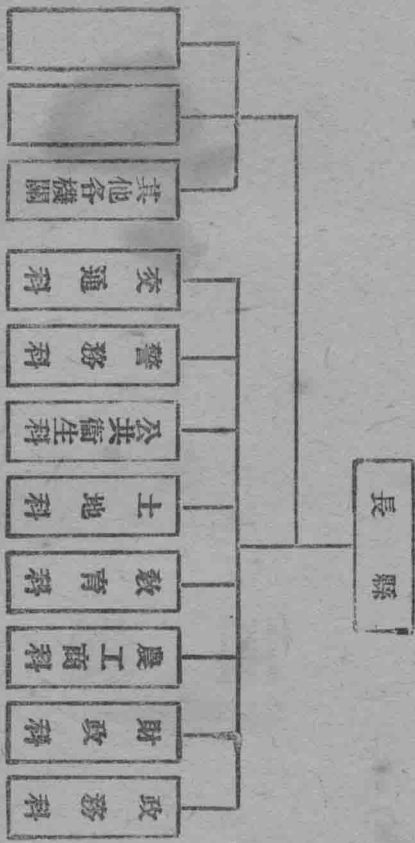 縣長
政務科
財政科
農工商科
教育科
土地科
公共衞生科
警務科
交通科
其他各機關